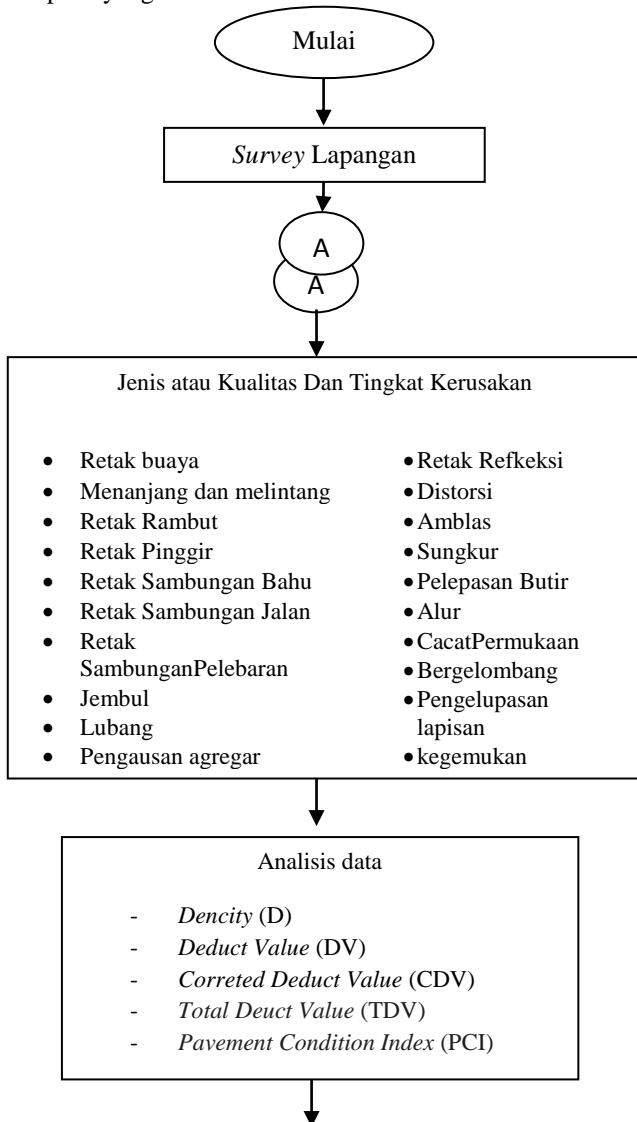 Mulai
Survey Lapangan
A
A
Jenis atau Kualitas Dan Tingkat Kerusakan
• Retak buaya
• Menanjang dan melintang
• Retak Rambut
• Retak Pinggir
• Retak Sambungan Bahu
• Retak Sambungan Jalan
• Retak
SambunganPelebaran
• Jembul
• Lubang
• Pengausan agregar
• Retak Refkeksi
• Distorsi
• Amblas
• Sungkur
• Pelepasan Butir
• Alur
• CacatPermukaan
• Bergelombang
• Pengelupasan
lapisan
• kegemukan
Analisis data
- Dencity (D)
- Deduct Value (DV)
- Correted Deduct Value (CDV)
- Total Deuct Value (TDV)
- Pavement Condition Index (PCI)